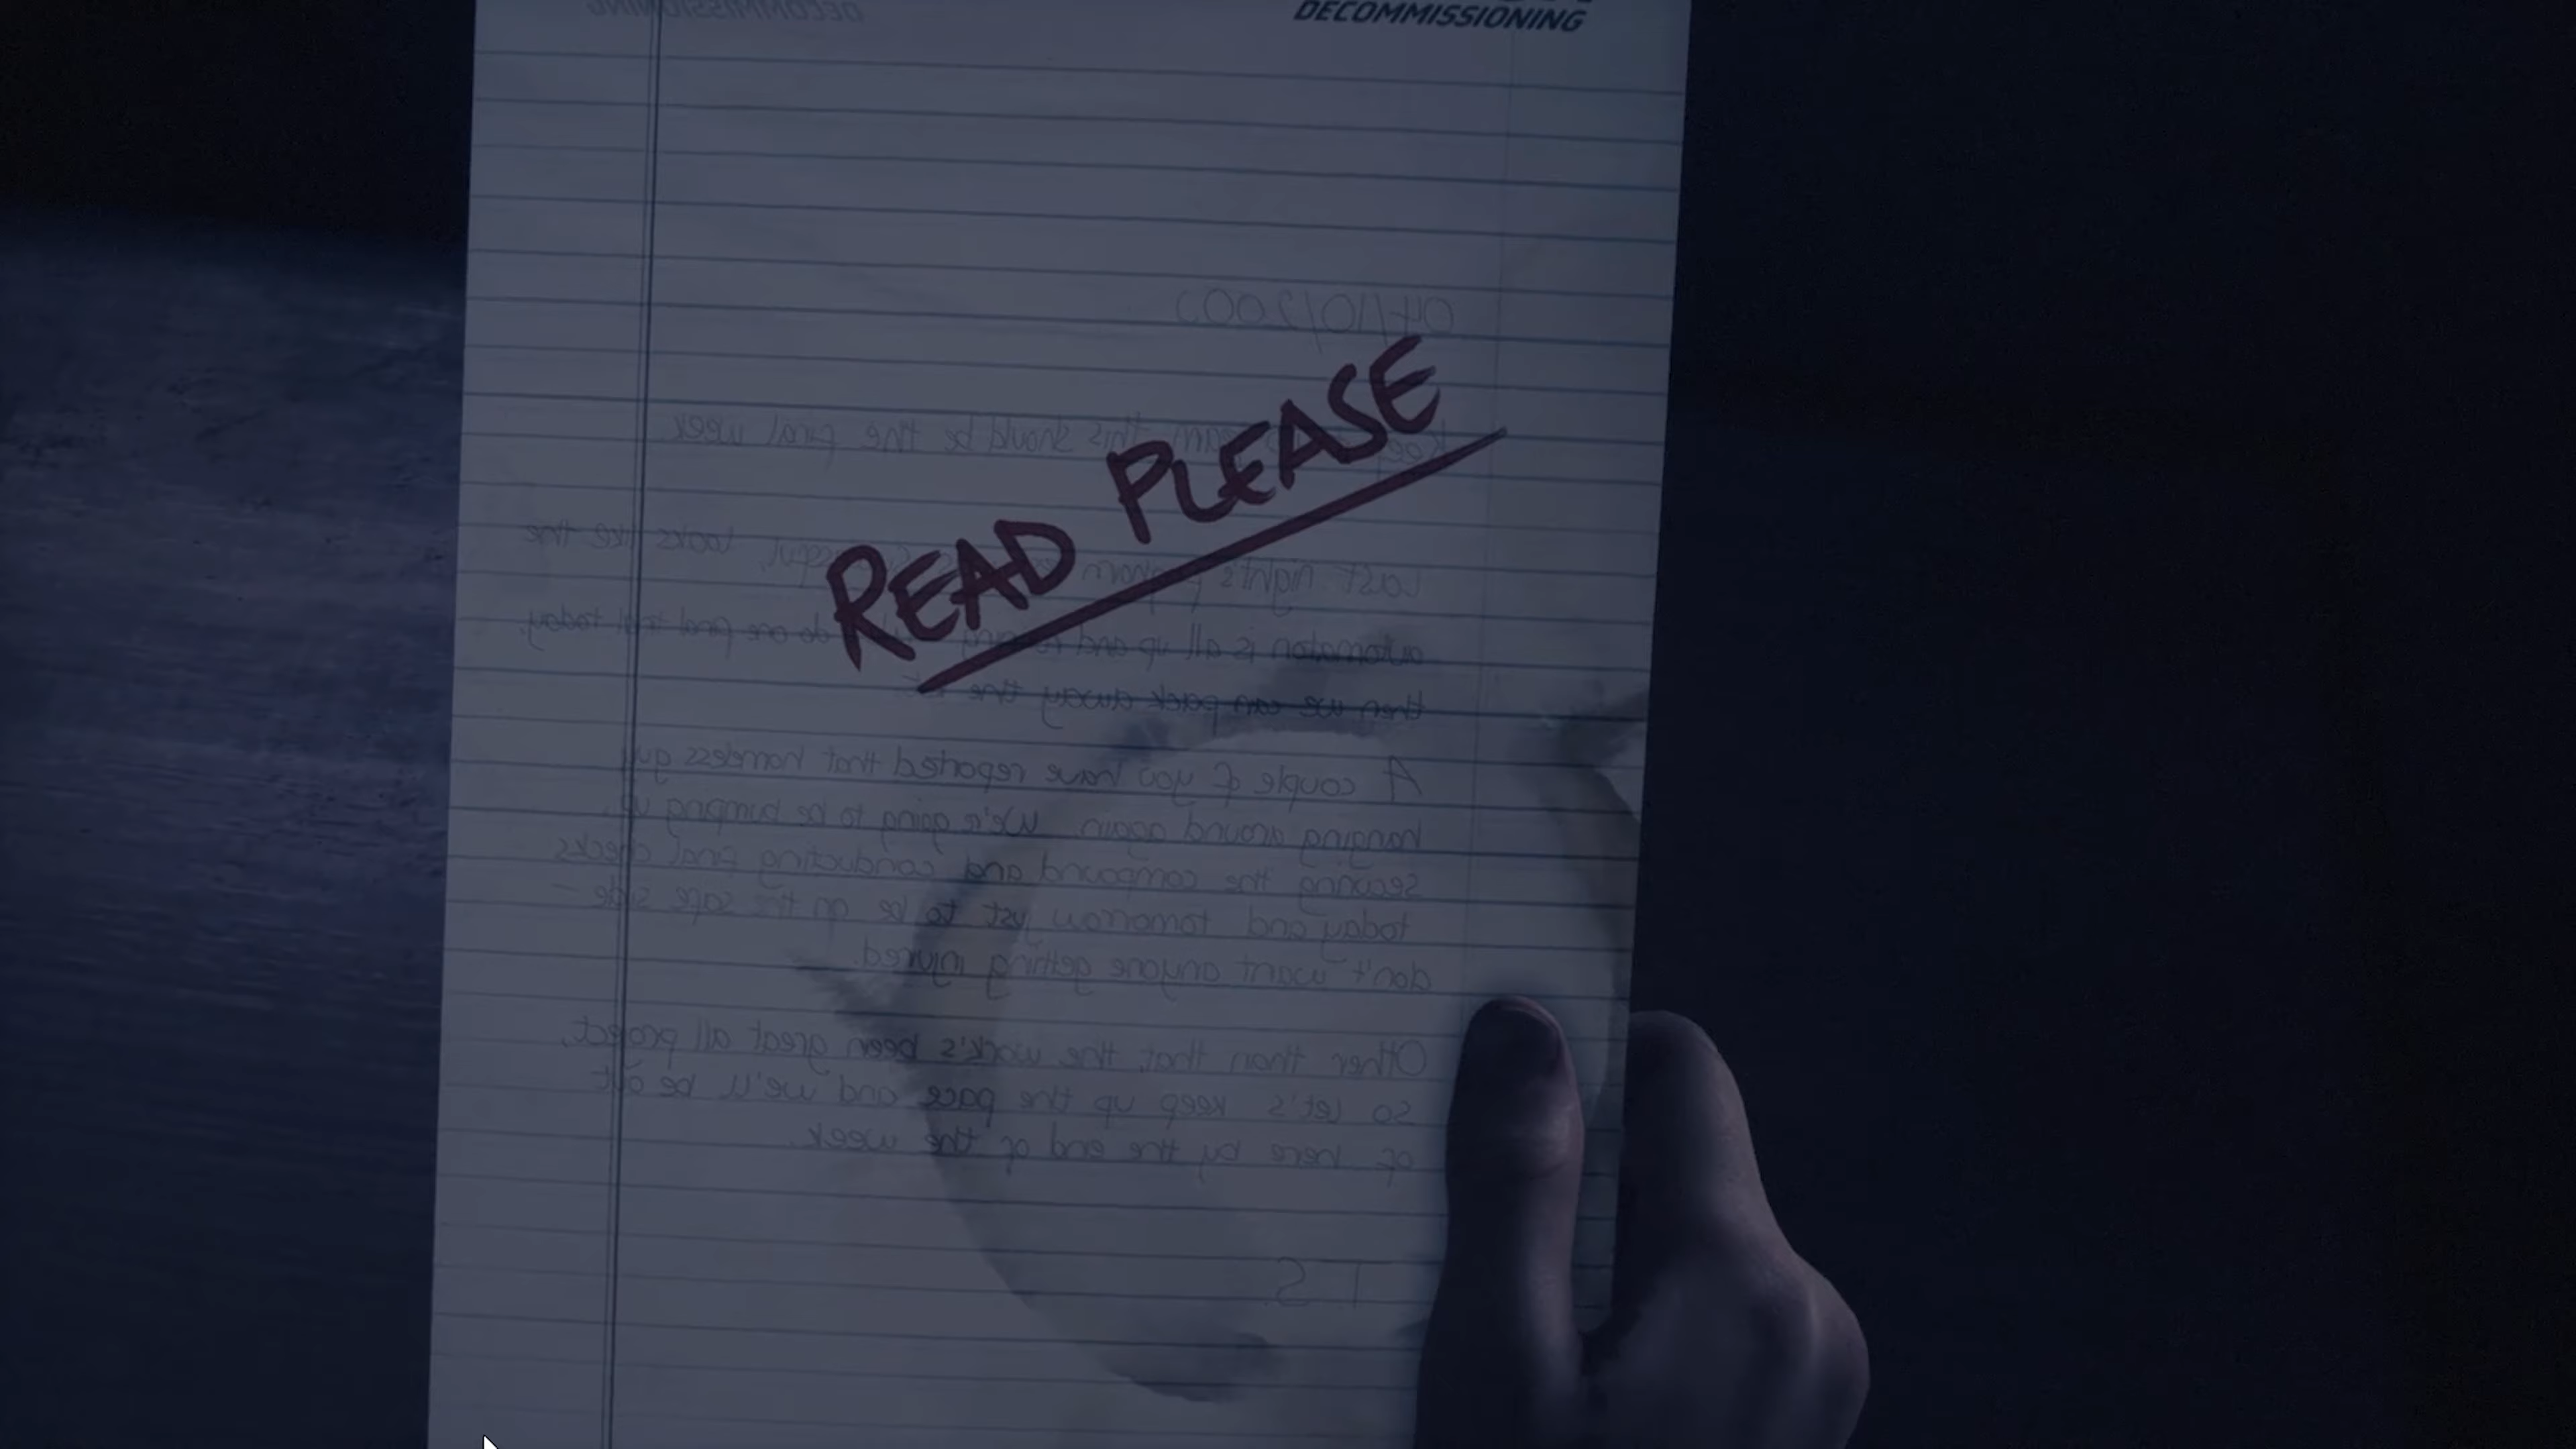 DECOMMISSIONING
DECOMMISSIONING
04/10/200
READ PLEASE
this should be the final week
Last night's looks like the
automaton is all up and do one final today,
then we can pack away the
A couple of you have reported that homeless guy
hanging around again. We're going to be bumping up
securing the compound and conducting final checks
today and tomorrow just to be on the safe side -
don't want anyone getting injured.
Other than that, the work's been great all project,
so let's keep up the pace and we'll be out
of here by the end of the week.
T S